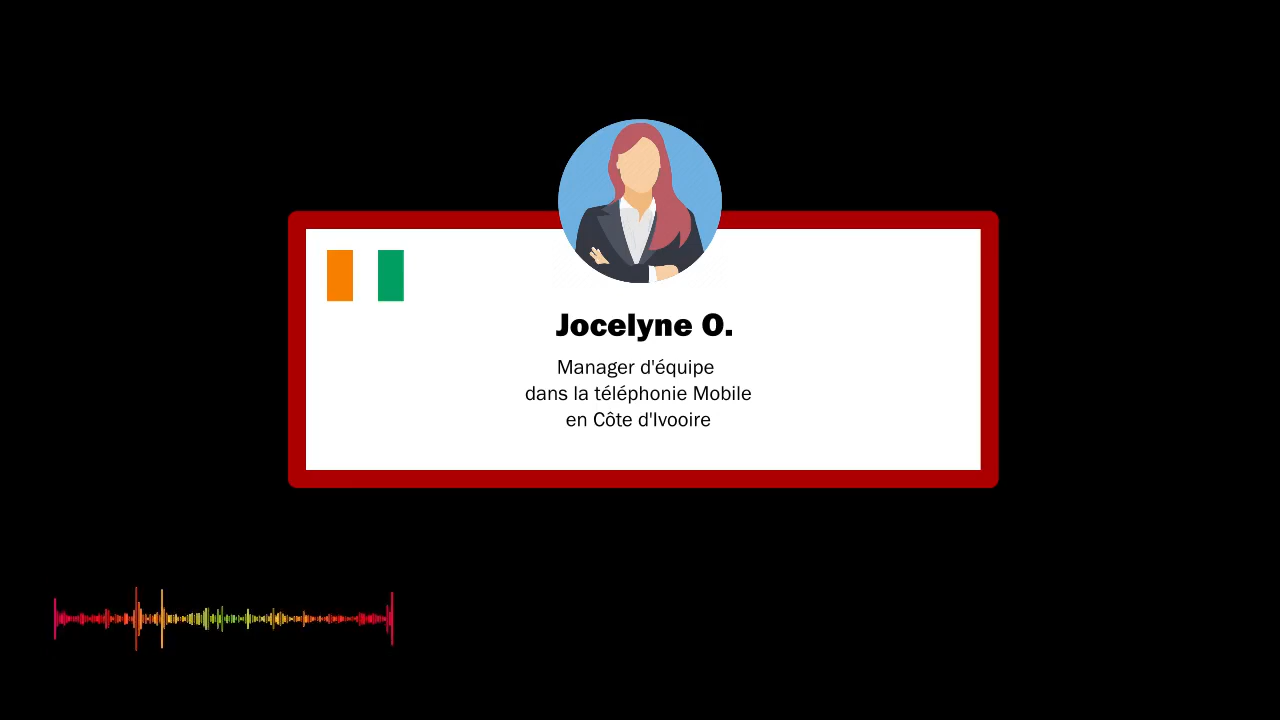 Jocelyne O.
Manager d'équipe
dans la téléphonie Mobile
en Côte d'Ivooire